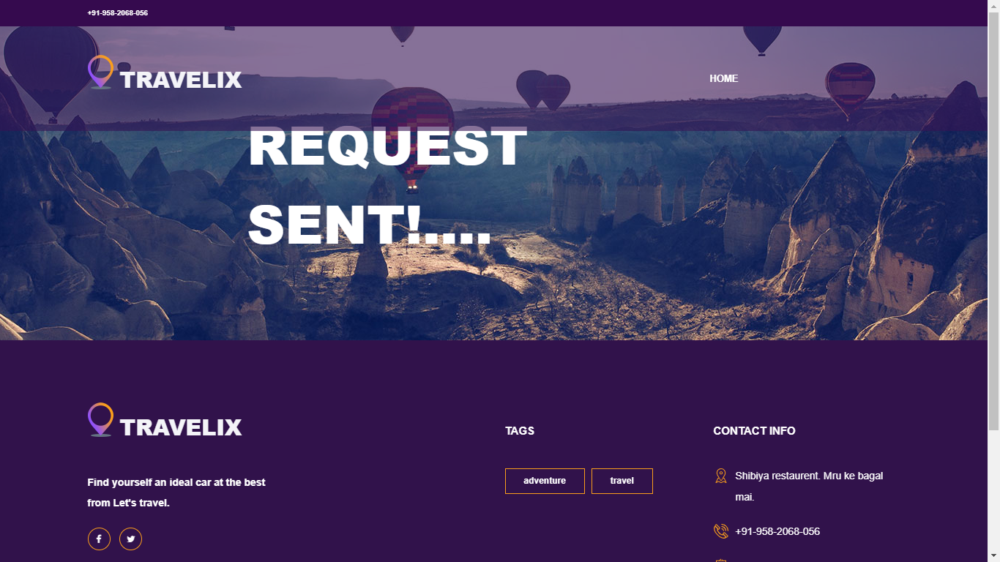 +91-958-2068-056
TRAVELIX
HOME
REQUEST
SENT!....
TRAVELIX
Find yourself an ideal car at the best
from Let's travel.
TAGS
adventure
travel
CONTACT INFO
Shibiya restaurent. Mru ke bagal
mai.
+91-958-2068-056